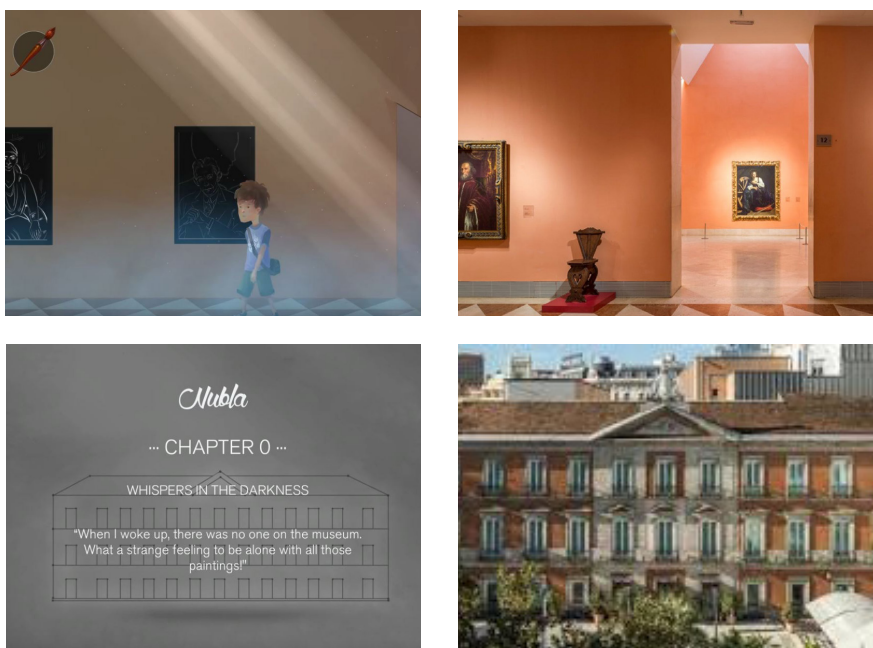 12
Nubla
··· CHAPTER 0 ···
WHISPERS IN THE DARKNESS
"When I woke up, there was no one on the museum.
What a strange feeling to be alone with all those
paintings!"